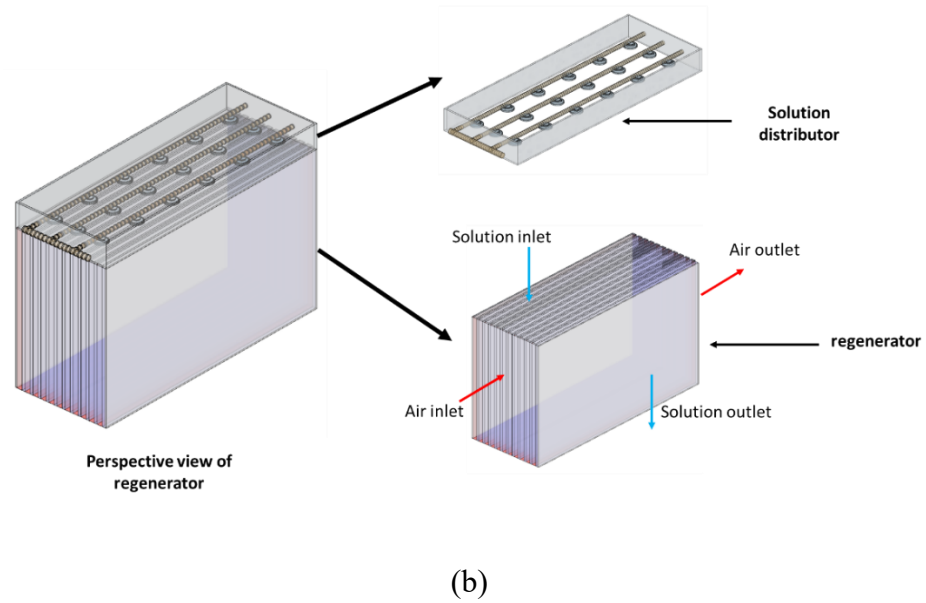 Solution
distributor
Solution inlet
Air outlet
regenerator
Air inlet
Solution outlet
Perspective view of
regenerator
(b)